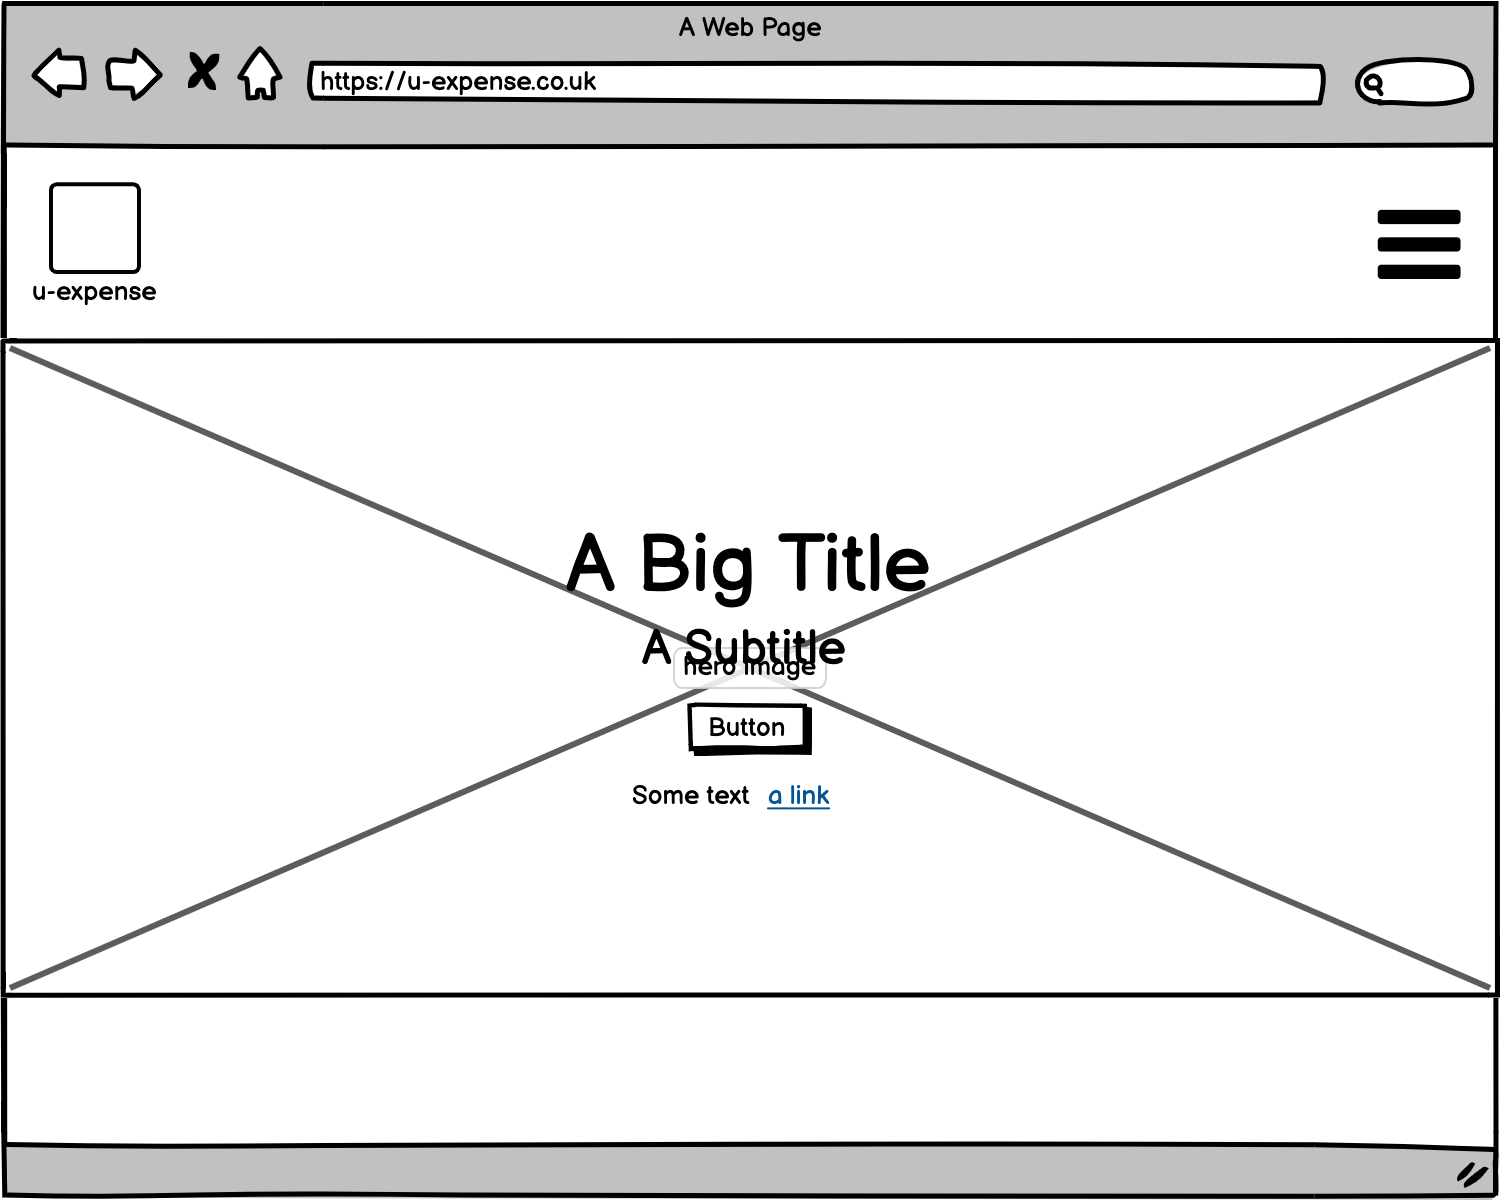 A Web Page
https://u-expense.co.uk
u-expense
A Big Title
A Subtitle
hero image
Button
Some text a link